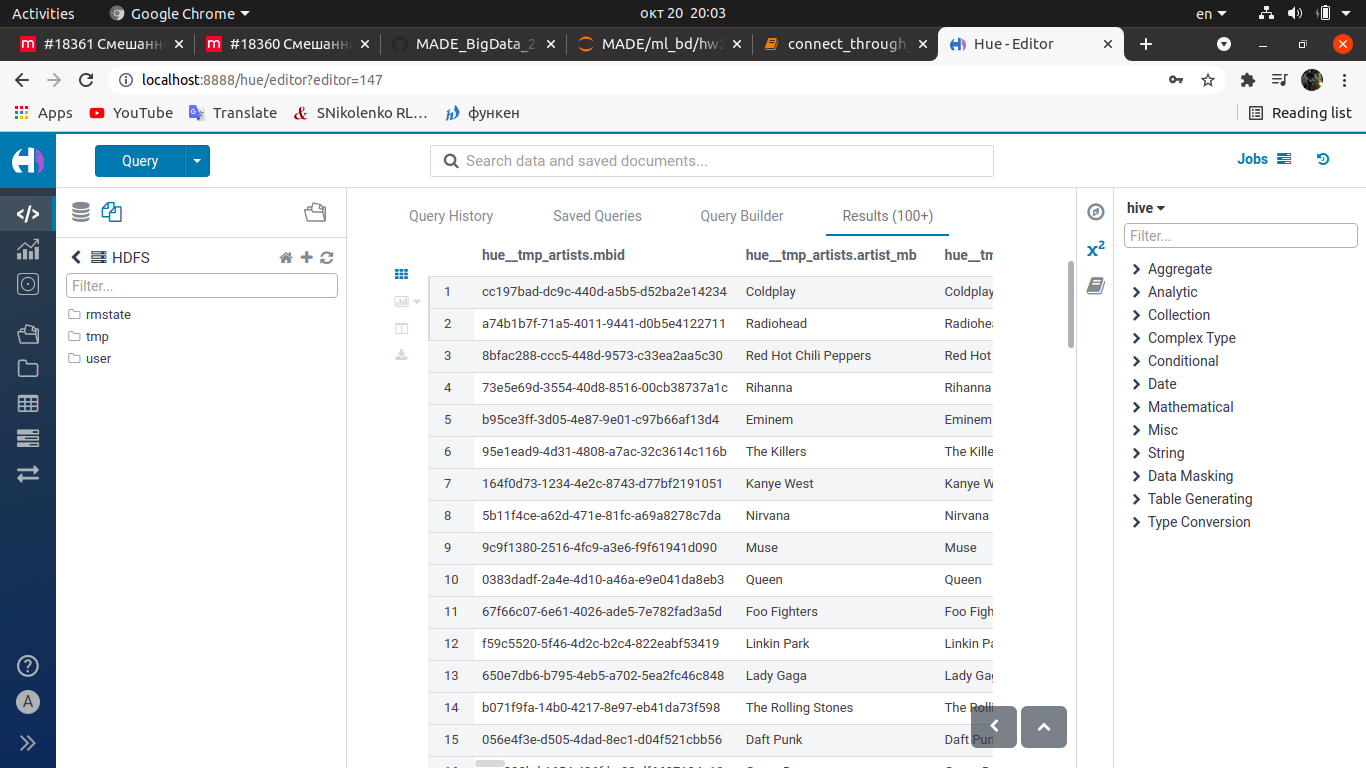 Activities Google Chrome окт 20 20:03 en
#18361 Смешанн #18360 Смешанн MADE_BigData_2 MADE/ml_bd/hw2 connect_through_ Hue - Editor
localhost:8888/hue/editor?editor=147
Apps YouTube Translate SNikolenko RL... функен Reading list
Query Search data and saved documents... Jobs
Query History Saved Queries Query Builder Results (100+)
HDFS
Filter...
rmstate
tmp
user
hue__tmp_artists.mbid hue__tmp_artists.artist_mb hue__tm
1 cc197bad-dc9c-440d-a5b5-d52ba2e14234 Coldplay Coldplay
2 a74b1b7f-71a5-4011-9441-d0b5e4122711 Radiohead Radiohea
3 8bfac288-ccc5-448d-9573-c33ea2aa5c30 Red Hot Chili Peppers Red Hot
4 73e5e69d-3554-40d8-8516-00cb38737a1c Rihanna Rihanna
5 b95ce3ff-3d05-4e87-9e01-c97b66af13d4 Eminem Eminem
6 95e1ead9-4d31-4808-a7ac-32c3614c116b The Killers The Kille
7 164f0d73-1234-4e2c-8743-d77bf2191051 Kanye West Kanye W
8 5b11f4ce-a62d-471e-81fc-a69a8278c7da Nirvana Nirvana
9 9c9f1380-2516-4fc9-a3e6-f9f61941d090 Muse Muse
10 0383dadf-2a4e-4d10-a46a-e9e041da8eb3 Queen Queen
11 67f66c07-6e61-4026-ade5-7e782fad3a5d Foo Fighters Foo Figh
12 f59c5520-5f46-4d2c-b2c4-822eabf53419 Linkin Park Linkin Pa
13 650e7db6-b795-4eb5-a702-5ea2fc46c848 Lady Gaga Lady Gag
14 b071f9fa-14b0-4217-8e97-eb41da73f598 The Rolling Stones The Rolli
15 056e4f3e-d505-4dad-8ec1-d04f521cbb56 Daft Punk Daft Pun
x²
hive
Filter...
Aggregate
Analytic
Collection
Complex Type
Conditional
Date
Mathematical
Misc
String
Data Masking
Table Generating
Type Conversion
A